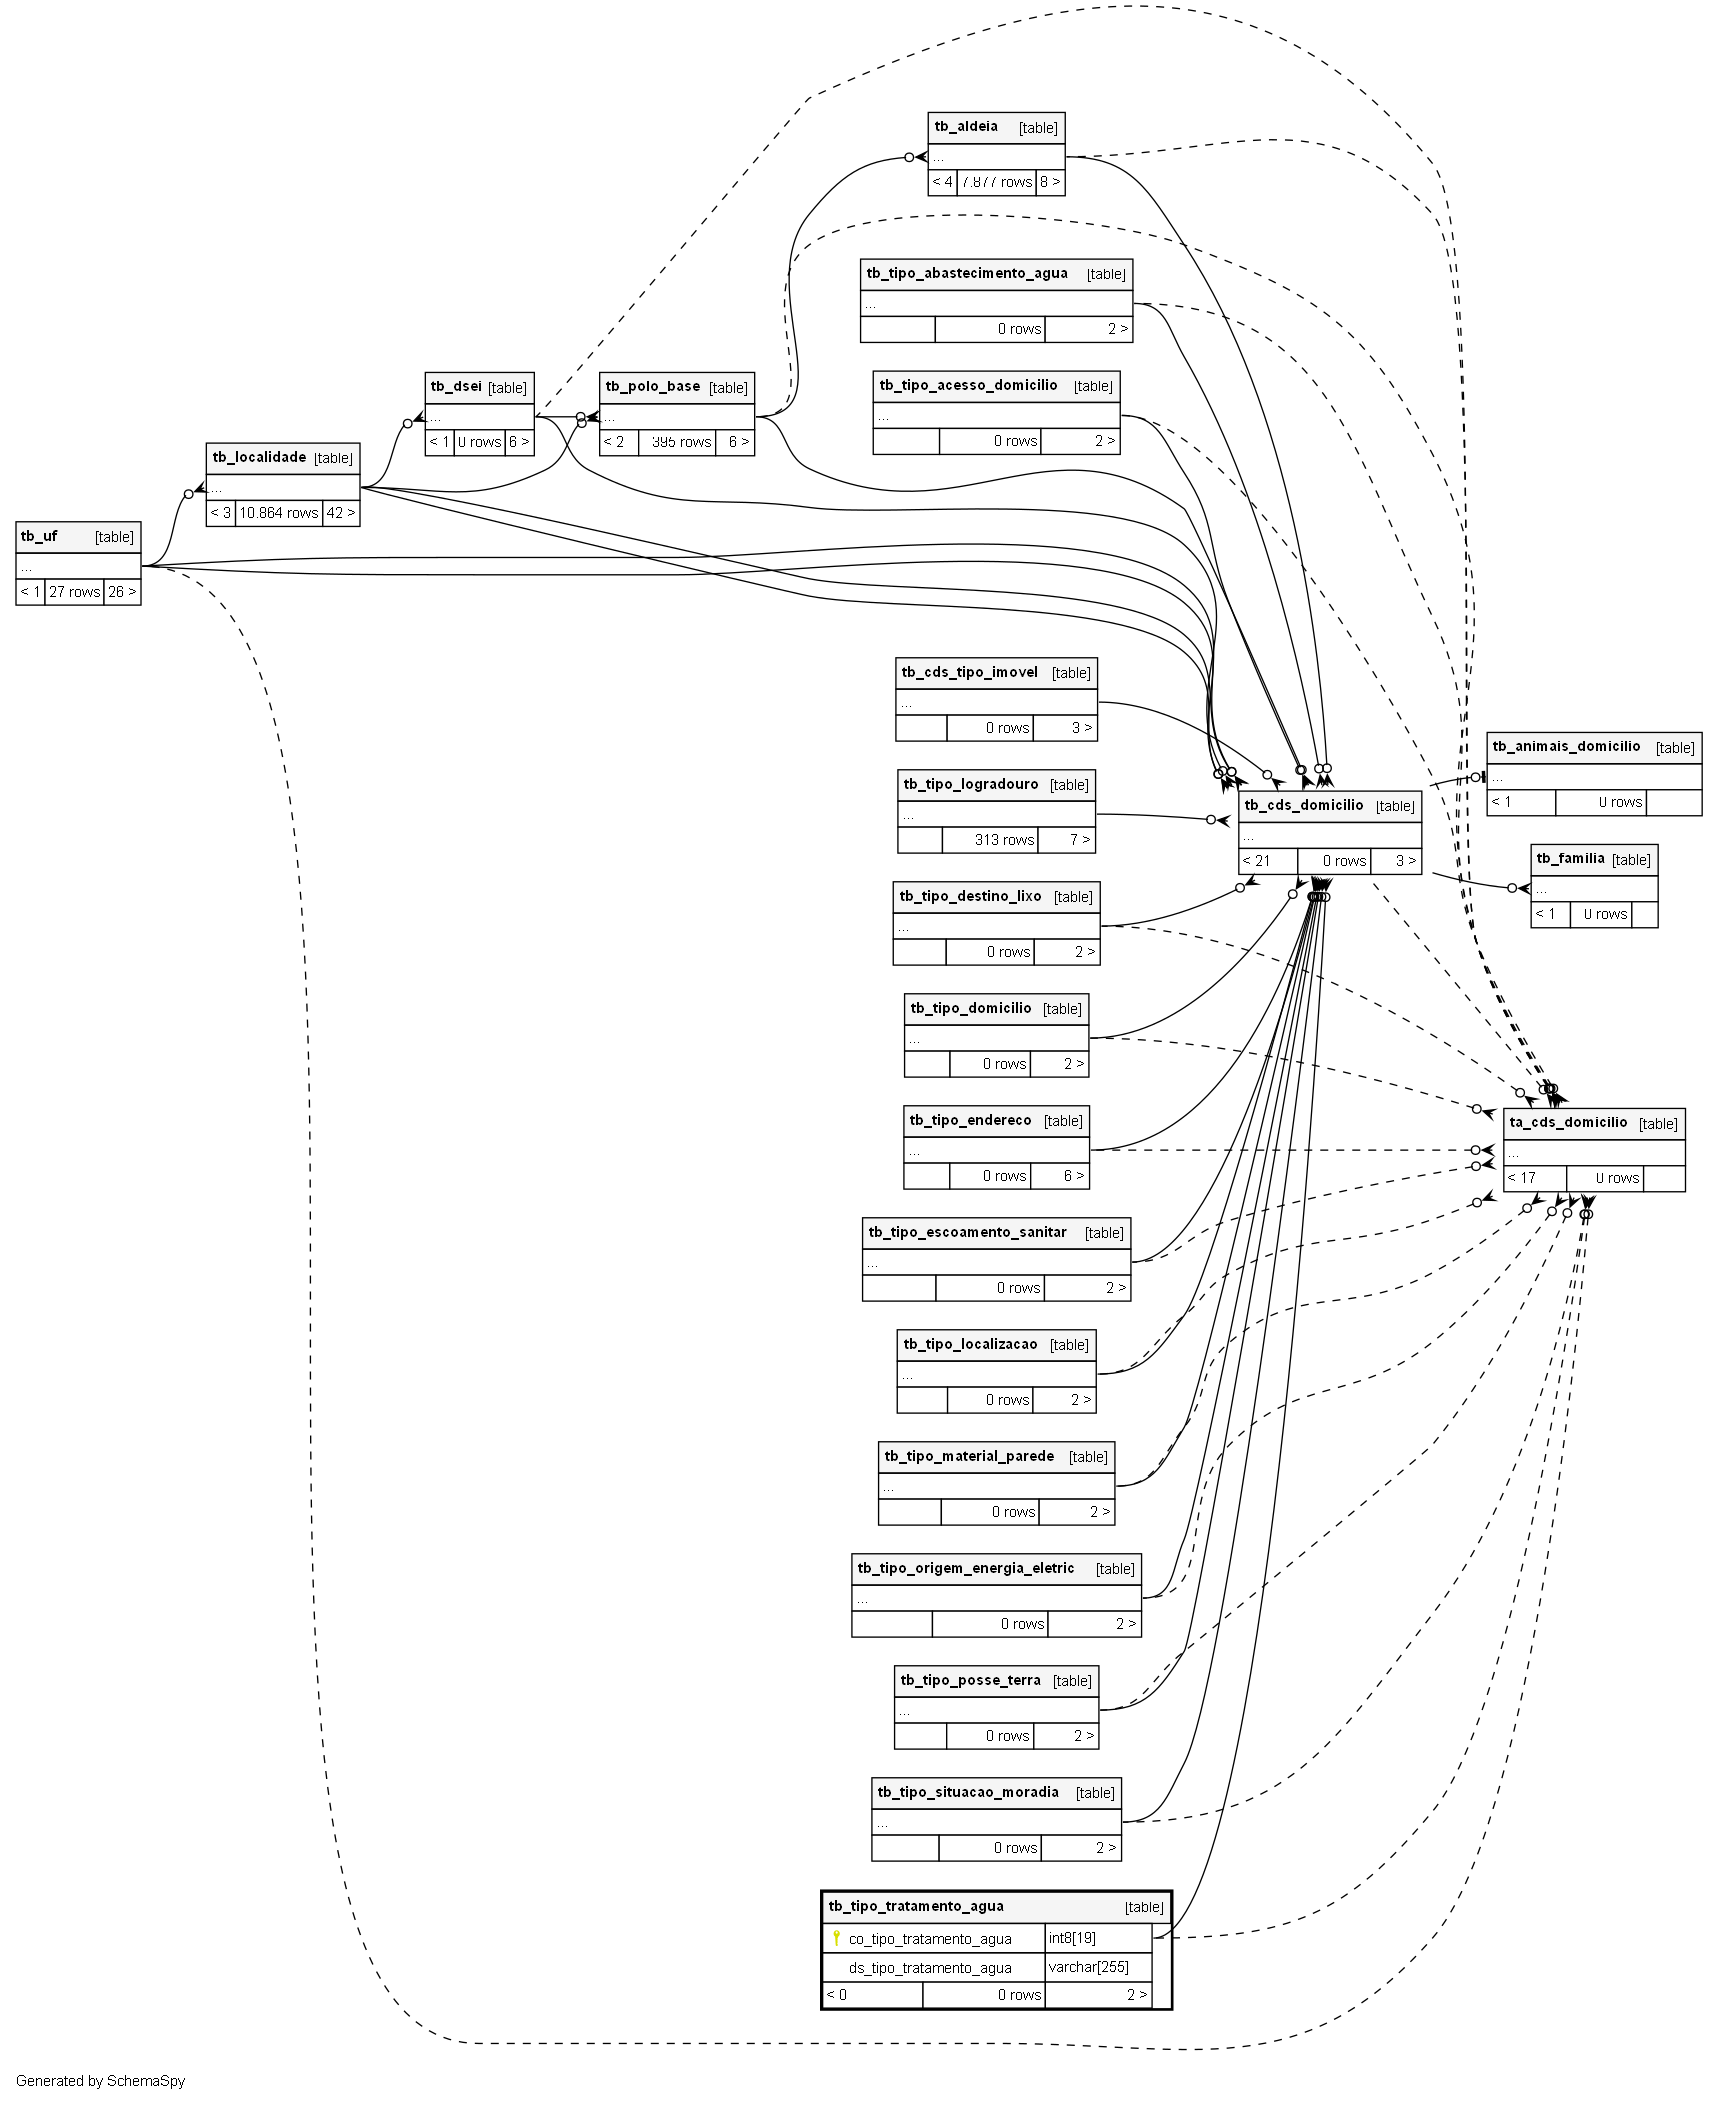 tb_aldeia [table]
...
< 4 7.877 rows 8 >
tb_tipo_abastecimento_agua [table]
...
0 rows 2 >
tb_tipo_acesso_domicilio [table]
...
0 rows 2 >
tb_dsei [table]
...
< 1 0 rows 6 >
tb_polo_base [table]
...
< 2 395 rows 6 >
tb_localidade [table]
...
< 3 10.864 rows 42 >
tb_uf [table]
...
< 1 27 rows 26 >
tb_cds_tipo_imovel [table]
...
0 rows 3 >
tb_tipo_logradouro [table]
...
313 rows 7 >
tb_cds_domicilio [table]
...
< 21 0 rows 3 >
tb_animais_domicilio [table]
...
< 1 0 rows
tb_familia [table]
...
< 1 0 rows
tb_tipo_destino_lixo [table]
...
0 rows 2 >
tb_tipo_domicilio [table]
...
0 rows 2 >
tb_tipo_endereco [table]
...
0 rows 6 >
ta_cds_domicilio [table]
...
< 17 0 rows
tb_tipo_escoamento_sanitar [table]
...
0 rows 2 >
tb_tipo_localizacao [table]
...
0 rows 2 >
tb_tipo_material_parede [table]
...
0 rows 2 >
tb_tipo_origem_energia_eletric [table]
...
0 rows 2 >
tb_tipo_posse_terra [table]
...
0 rows 2 >
tb_tipo_situacao_moradia [table]
...
0 rows 2 >
tb_tipo_tratamento_agua [table]
co_tipo_tratamento_agua int8[19]
ds_tipo_tratamento_agua varchar[255]
< 0 0 rows 2 >
Generated by SchemaSpy